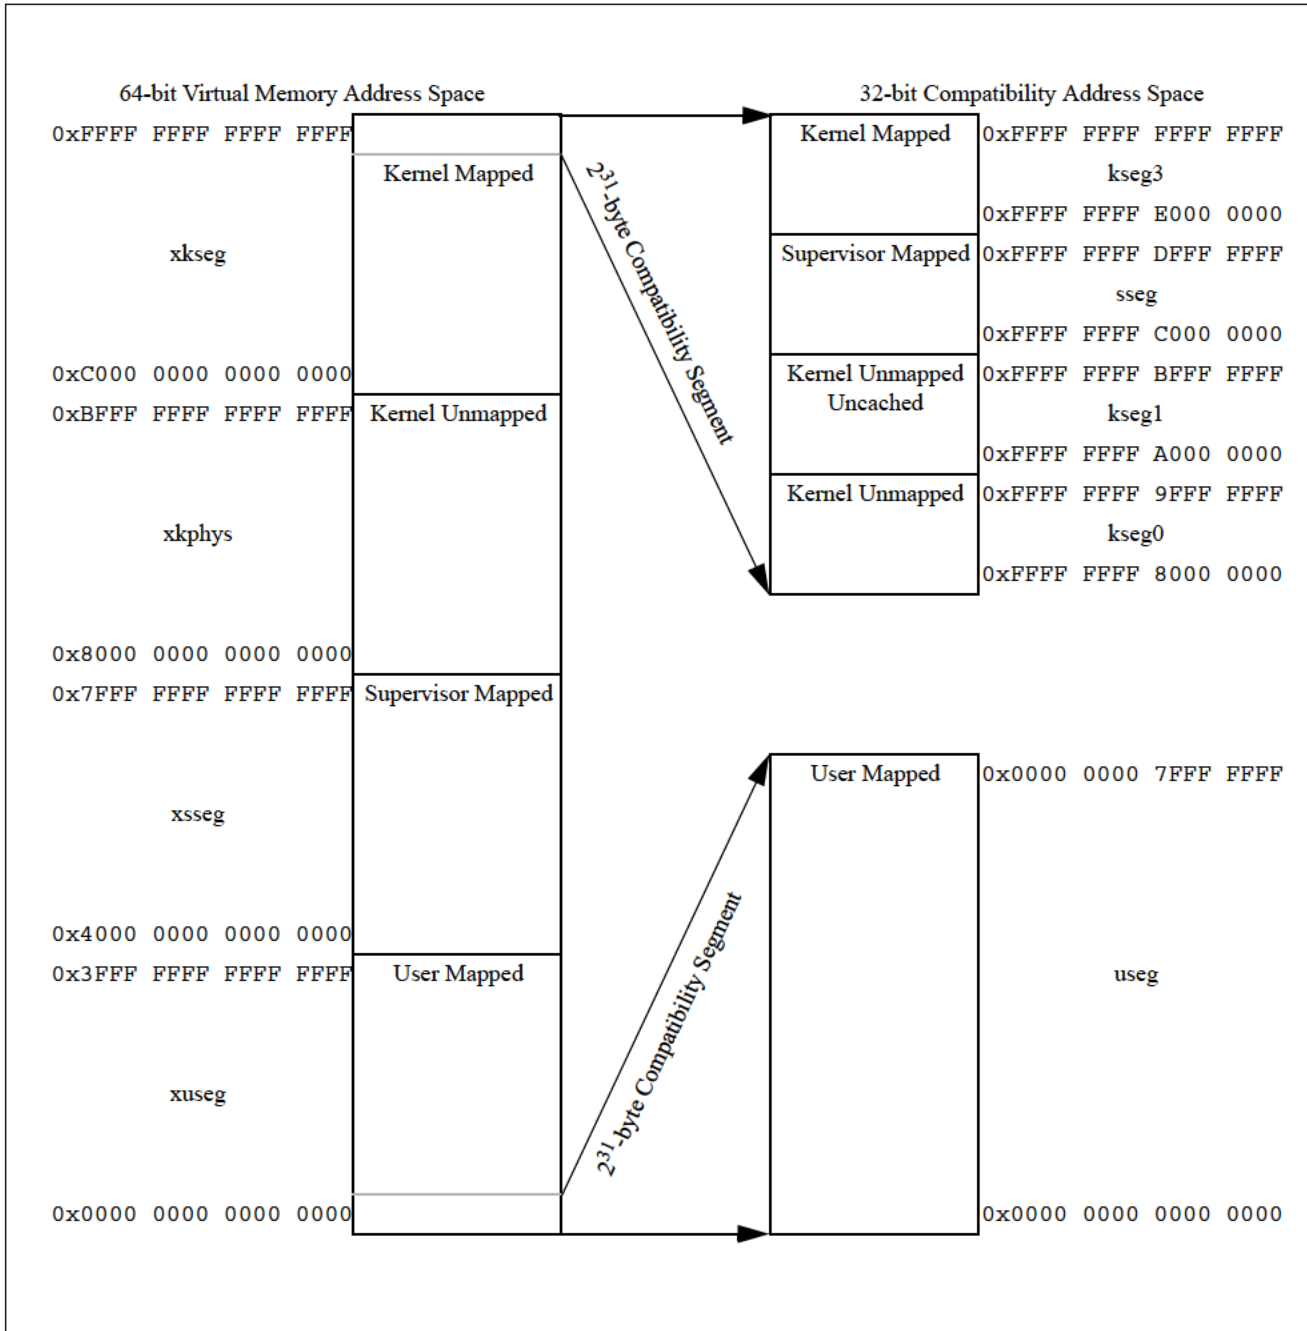 64-bit Virtual Memory Address Space
0xFFFF FFFF FFFF FFFF
Kernel Mapped
xkseg
0xC000 0000 0000 0000
0xBFFF FFFF FFFF FFFF
Kernel Unmapped
xkphys
0x8000 0000 0000 0000
0x7FFF FFFF FFFF FFFF
Supervisor Mapped
xsseg
0x4000 0000 0000 0000
0x3FFF FFFF FFFF FFFF
User Mapped
xuseg
0x0000 0000 0000 0000
2^31-byte Compatibility Segment
2^31-byte Compatibility Segment
32-bit Compatibility Address Space
Kernel Mapped
0xFFFF FFFF FFFF FFFF
kseg3
0xFFFF FFFF E000 0000
Supervisor Mapped
0xFFFF FFFF DFFF FFFF
sseg
0xFFFF FFFF C000 0000
Kernel Unmapped
Uncached
0xFFFF FFFF BFFF FFFF
kseg1
0xFFFF FFFF A000 0000
Kernel Unmapped
0xFFFF FFFF 9FFF FFFF
kseg0
0xFFFF FFFF 8000 0000
User Mapped
0x0000 0000 7FFF FFFF
useg
0x0000 0000 0000 0000